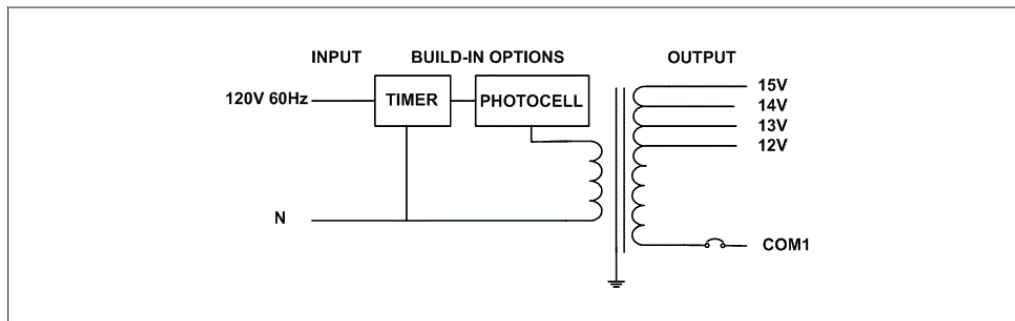 INPUT
BUILD-IN OPTIONS
OUTPUT
120V 60Hz
TIMER
PHOTOCELL
15V
14V
13V
12V
N
COM1